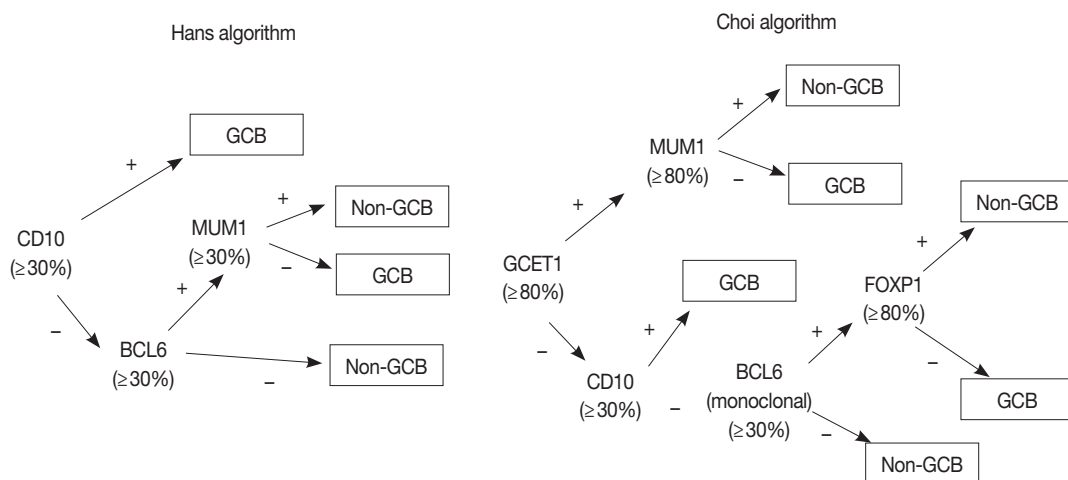 Hans algorithm
GCB
+
CD10
(≥30%)
–
BCL6
(≥30%)
+
MUM1
(≥30%)
+
Non-GCB
–
GCB
–
Non-GCB
Choi algorithm
GCET1
(≥80%)
+
MUM1
(≥80%)
+
Non-GCB
–
GCB
–
CD10
(≥30%)
+
GCB
–
BCL6
(monoclonal)
(≥30%)
+
FOXP1
(≥80%)
+
Non-GCB
–
GCB
–
Non-GCB